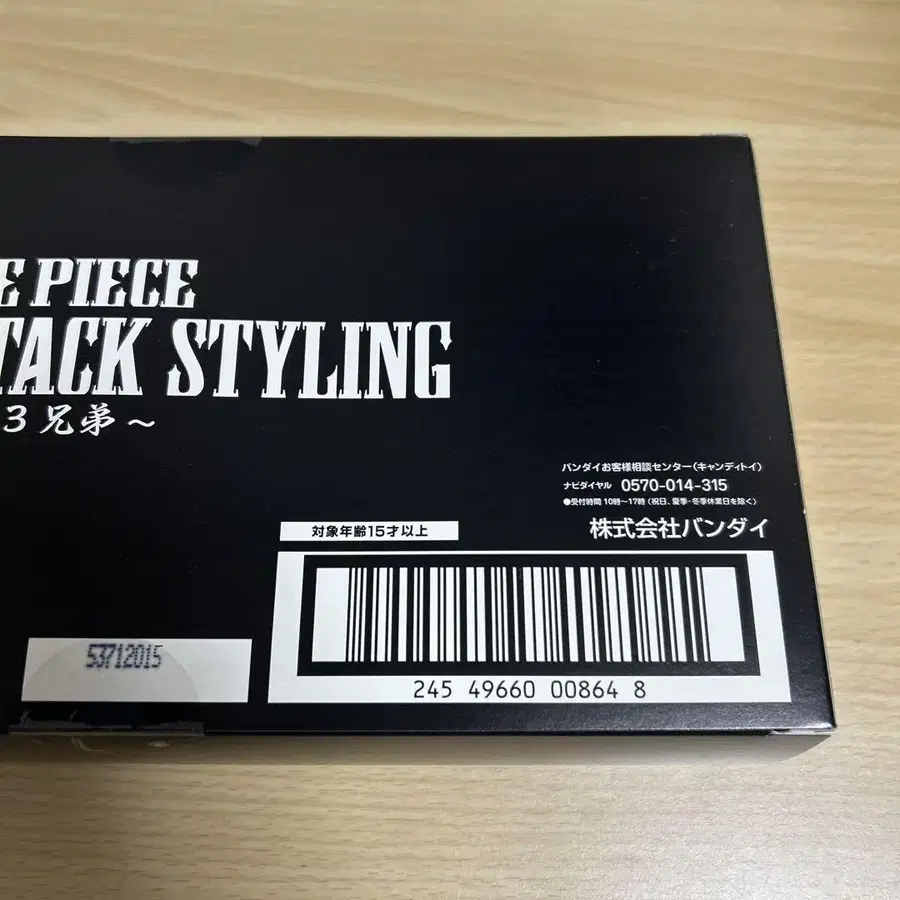 E PIECE
TACK STYLING
3兄弟～
バンダイお客様相談センター(キャンディトイ)
ナビダイヤル 0570-014-315
●受付時間 10時～17時(祝日、夏季・冬季休業日を除く)
株式会社バンダイ
対象年齢15才以上
53712015
245 49660 00864 8